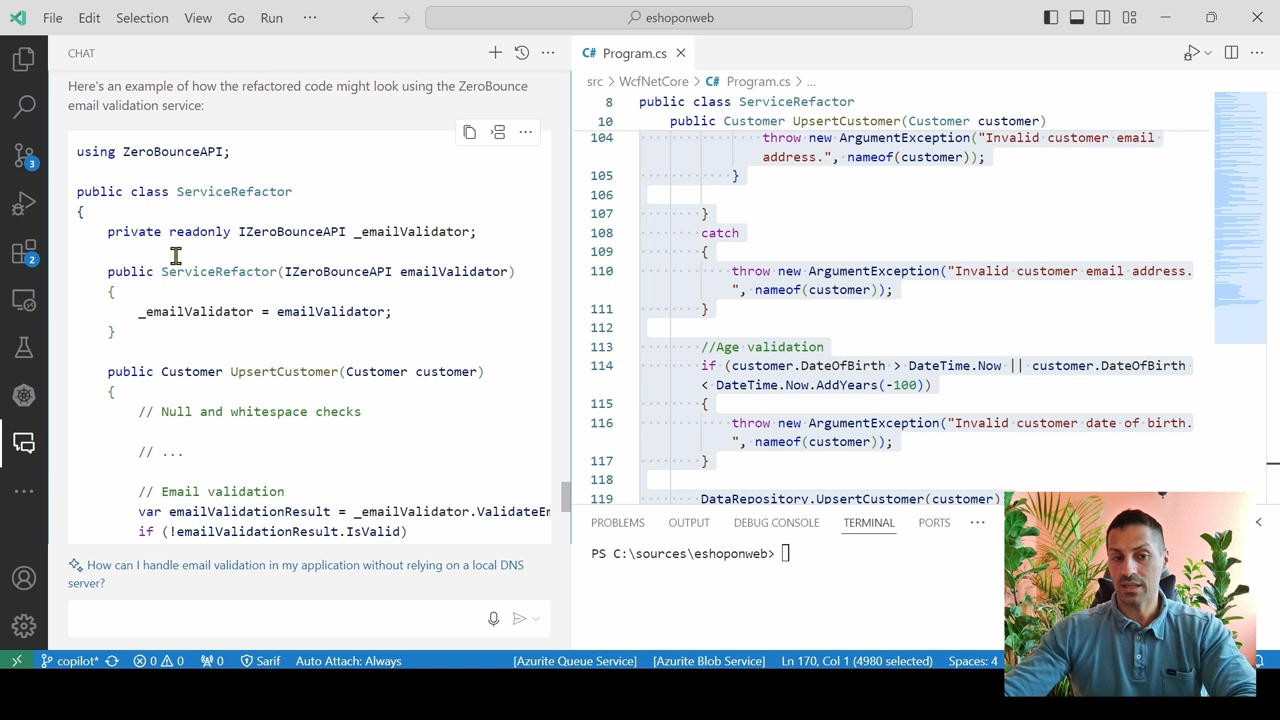 File Edit Selection View Go Run ···
eshoponweb
CHAT
Here's an example of how the refactored code might look using the ZeroBounce
email validation service:
using ZeroBounceAPI;
public class ServiceRefactor
{
private readonly IZeroBounceAPI _emailValidator;
public ServiceRefactor(IZeroBounceAPI emailValidator)
{
_emailValidator = emailValidator;
}
public Customer UpsertCustomer(Customer customer)
{
// Null and whitespace checks
// ...
// Email validation
var emailValidationResult = _emailValidator.ValidateEm
if (!emailValidationResult.IsValid)
How can I handle email validation in my application without relying on a local DNS
server?
3
2
C# Program.cs
src > WcfNetCore > C# Program.cs > ...
8 public class ServiceRefactor
10 public Customer UpsertCustomer(Customer customer)
104 throw new ArgumentException("Invalid customer email
address.", nameof(customer));
105 }
106
107 }
108 catch
109 {
110 throw new ArgumentException("Invalid customer email address.
", nameof(customer));
111 }
112
113 //Age validation
114 if (customer.DateOfBirth > DateTime.Now || customer.DateOfBirth
< DateTime.Now.AddYears(-100))
115 {
116 throw new ArgumentException("Invalid customer date of birth.
", nameof(customer));
117 }
118
119 DataRepository.UpsertCustomer(customer)
PROBLEMS OUTPUT DEBUG CONSOLE TERMINAL PORTS ···
PS C:\sources\eshoponweb>
copilot* 0 0 0 Sarif Auto Attach: Always [Azurite Queue Service] [Azurite Blob Service] Ln 170, Col 1 (4980 selected) Spaces: 4